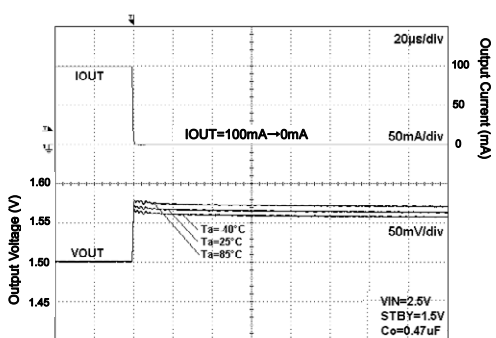 20µs/div
IOUT
100
50
IOUT=100mA→0mA
50mA/div
0
Output Current (mA)
1.60
1.55
1.50
1.45
Output Voltage (V)
Ta= 40°C
Ta=25°C
Ta=85°C
50mV/div
VOUT
VIN=2.5V
STBY=1.5V
Co=0.47uF